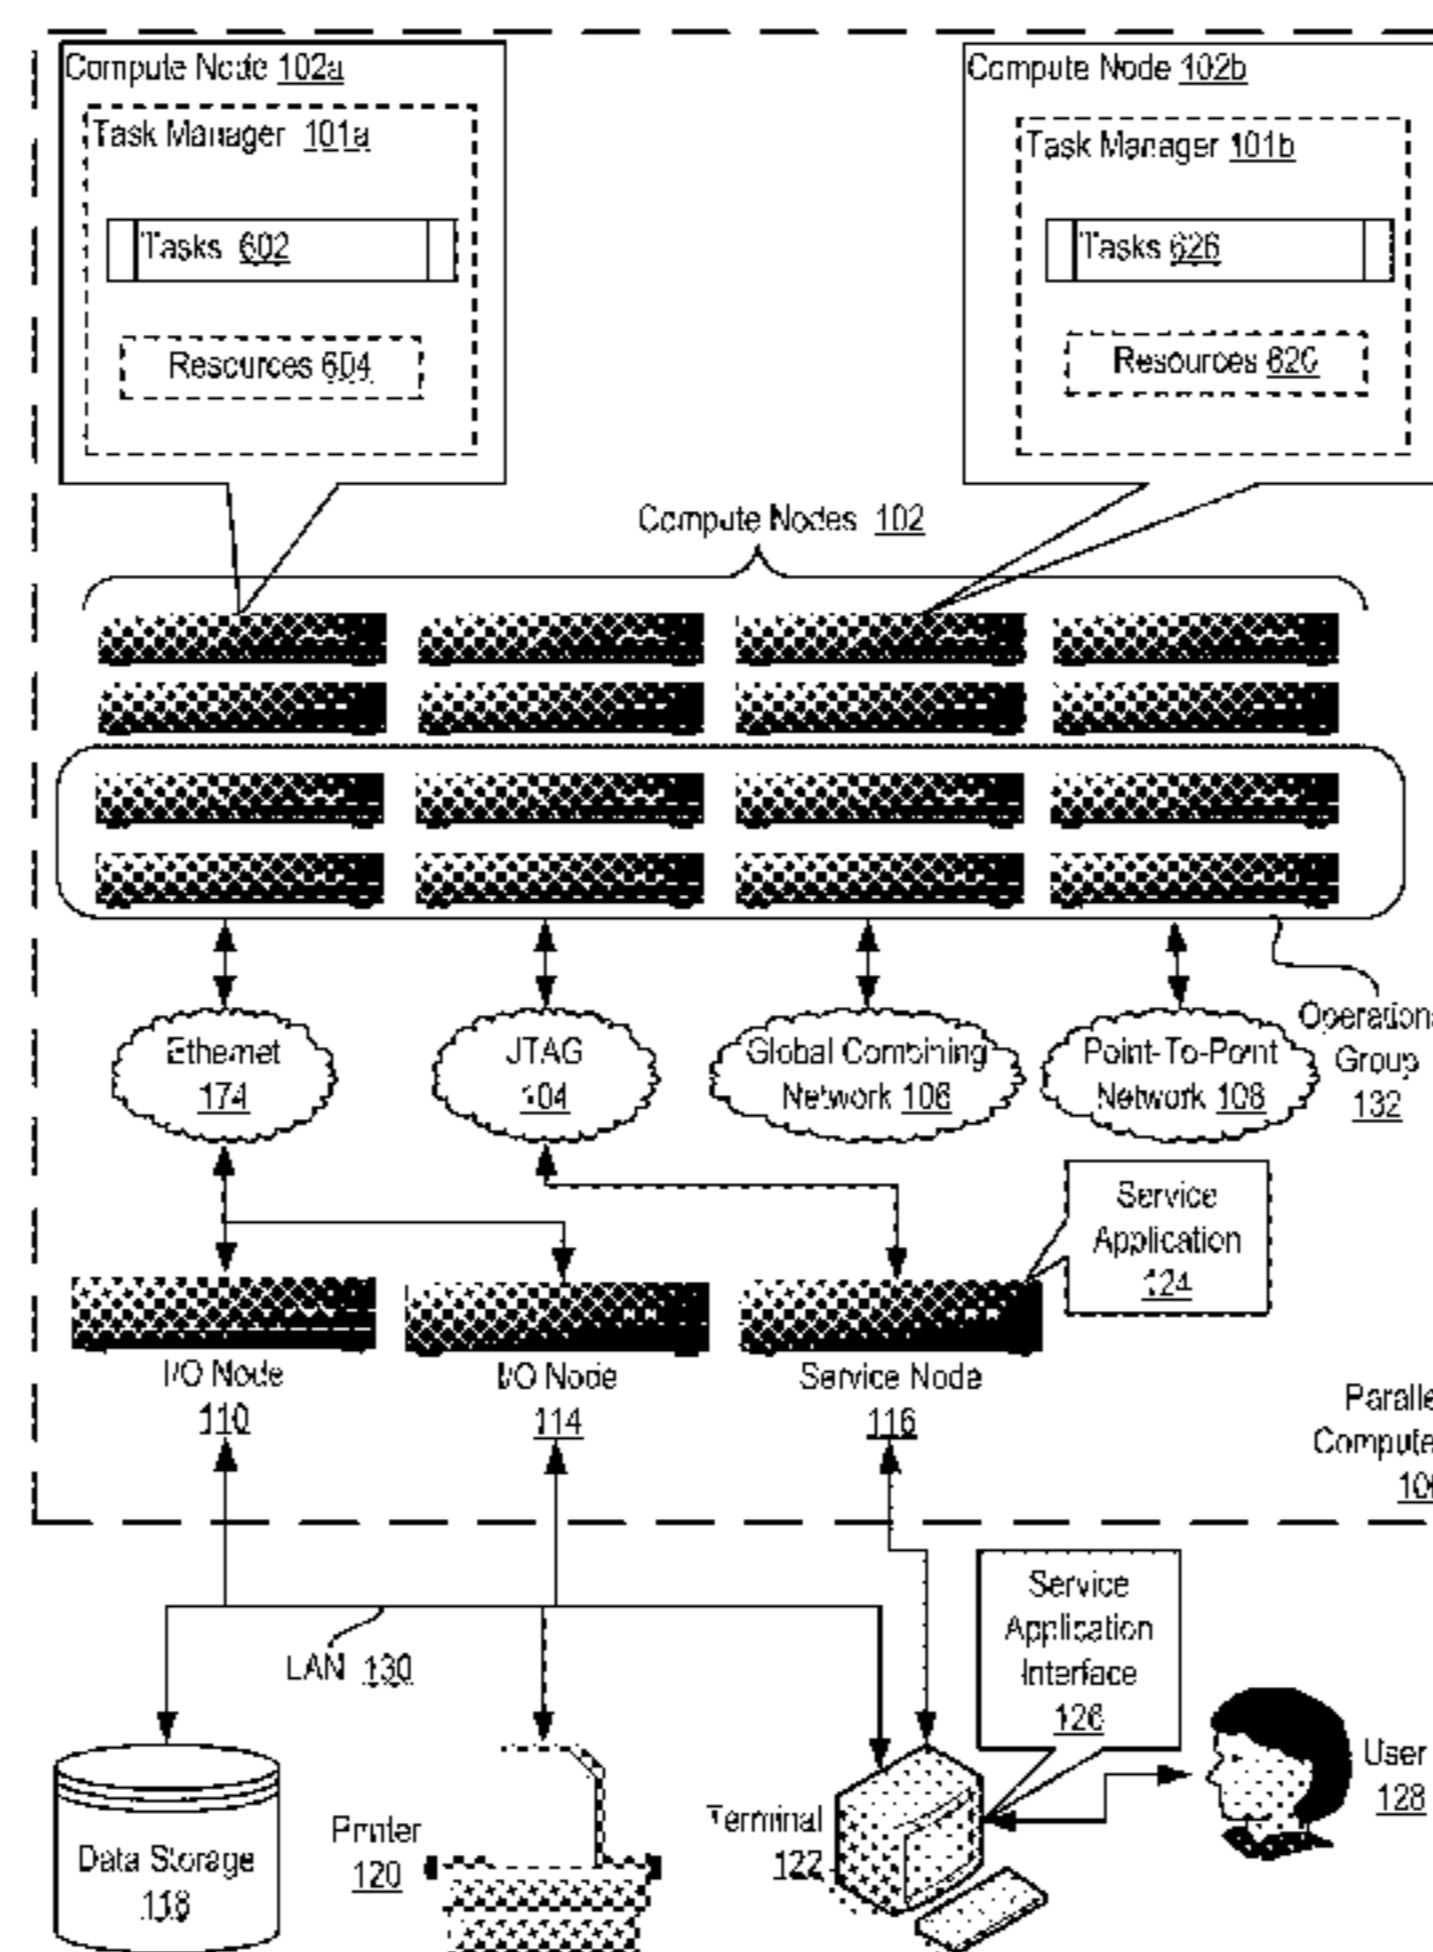 Compute Node 102a
Task Manager 101a
Tasks 602
Resources 604
Compute Node 102b
Task Manager 101b
Tasks 626
Resources 620
Compute Nodes 102
Ethernet
174
JTAG
104
Global Combining
Network 106
Point-To-Point
Network 108
Operationa
Group
132
Service
Application
124
I/O Node
110
I/O Node
114
Service Node
116
Paralle
Compute
LAN 130
Service
Application
Interface
126
Data Storage
118
Printer
120
Terminal
122
User
128